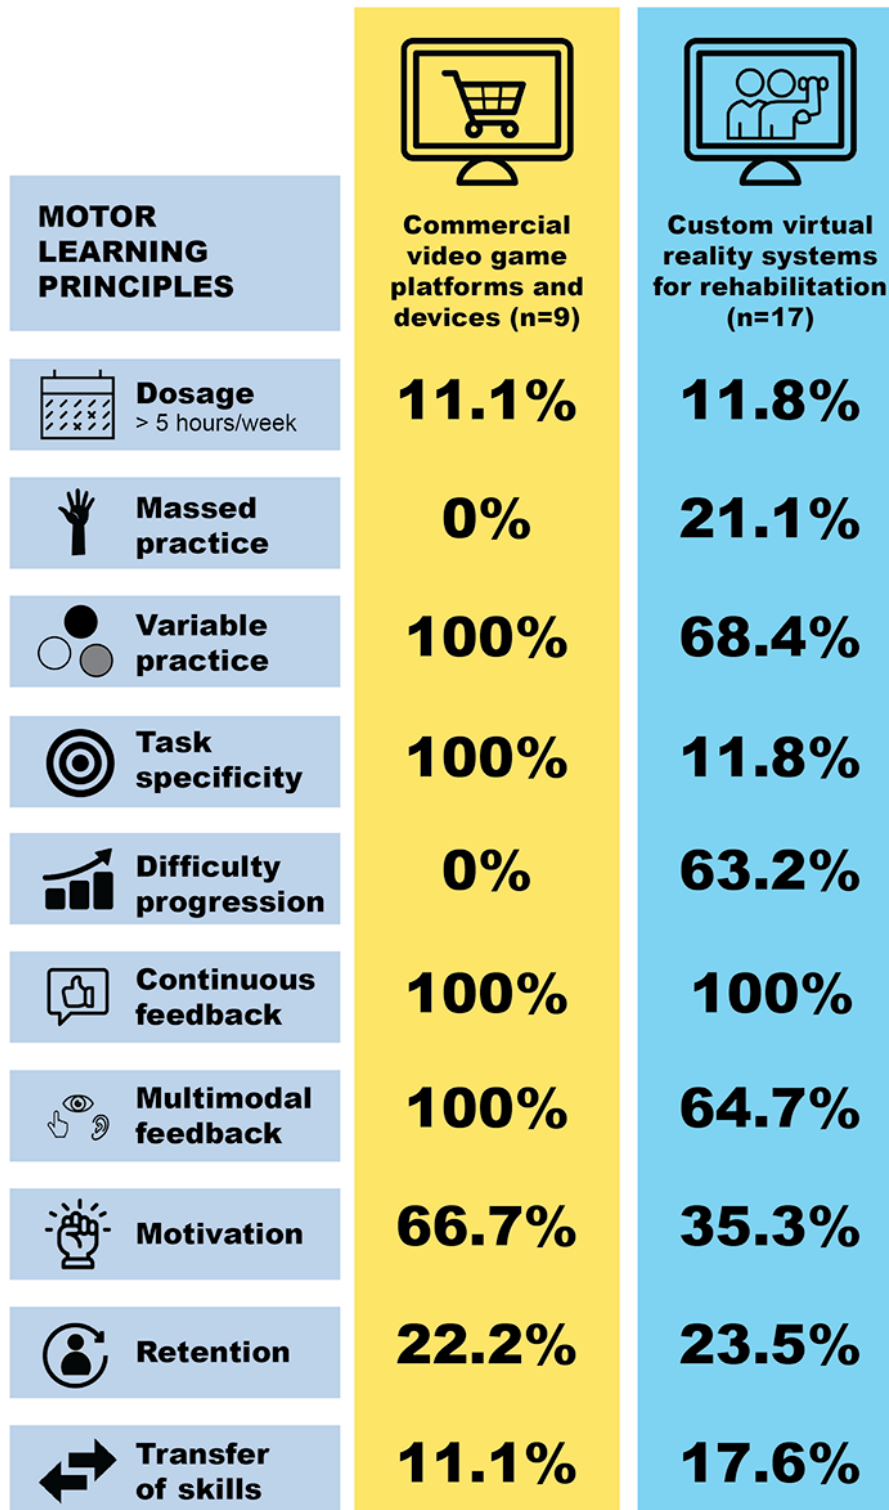 MOTOR
LEARNING
PRINCIPLES
Commercial
video game
platforms and
devices (n=9)
Custom virtual
reality systems
for rehabilitation
(n=17)
Dosage
> 5 hours/week
11.1%
11.8%
Massed
practice
0%
21.1%
Variable
practice
100%
68.4%
Task
specificity
100%
11.8%
Difficulty
progression
0%
63.2%
Continuous
feedback
100%
100%
Multimodal
feedback
100%
64.7%
Motivation
66.7%
35.3%
Retention
22.2%
23.5%
Transfer
of skills
11.1%
17.6%